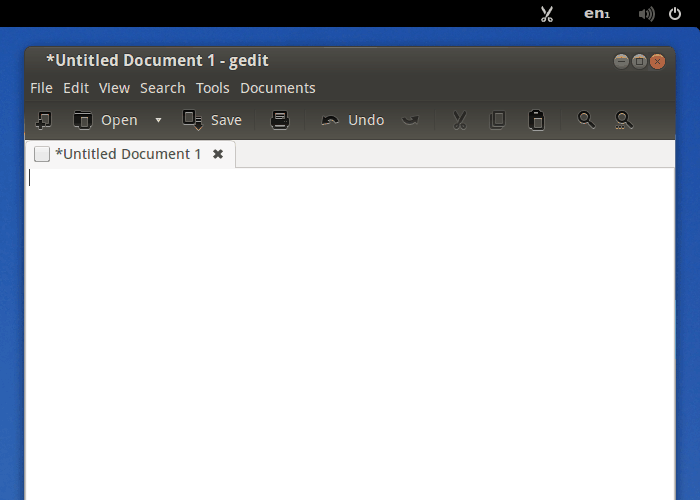 en₁
*Untitled Document 1 - gedit
File Edit View Search Tools Documents
Open Save Undo
*Untitled Document 1